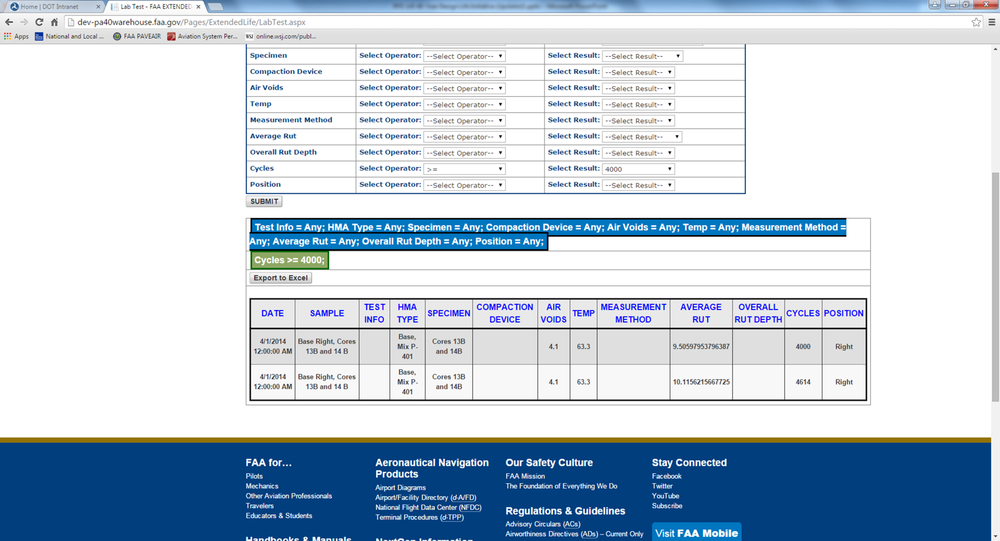 Home | DOT Intranet
Lab Test - FAA EXTENDED
dev-pa40warehouse.faa.gov/Pages/ExtendedLife/LabTest.aspx
Apps National and Local ... FAA PAVEAIR Aviation System Per... WSJ online.wsj.com/publ...
Specimen Select Operator: --Select Operator-- Select Result: --Select Result--
Compaction Device Select Operator: --Select Operator-- Select Result: --Select Result--
Air Voids Select Operator: --Select Operator-- Select Result: --Select Result--
Temp Select Operator: --Select Operator-- Select Result: --Select Result--
Measurement Method Select Operator: --Select Operator-- Select Result: --Select Result--
Average Rut Select Operator: --Select Operator-- Select Result: --Select Result--
Overall Rut Depth Select Operator: --Select Operator-- Select Result: --Select Result--
Cycles Select Operator: >= Select Result: 4000
Position Select Operator: --Select Operator-- Select Result: --Select Result--
SUBMIT
Test Info = Any; HMA Type = Any; Specimen = Any; Compaction Device = Any; Air Voids = Any; Temp = Any; Measurement Method =
Any; Average Rut = Any; Overall Rut Depth = Any; Position = Any;
Cycles >= 4000;
Export to Excel
DATE SAMPLE TEST INFO HMA TYPE SPECIMEN COMPACTION DEVICE AIR VOIDS TEMP MEASUREMENT METHOD AVERAGE RUT OVERALL RUT DEPTH CYCLES POSITION
4/1/2014 12:00:00 AM Base Right, Cores 13B and 14 B Base, Mix P-401 Cores 13B and 14B 4.1 63.3 9.50597953796387 4000 Right
4/1/2014 12:00:00 AM Base Right, Cores 13B and 14 B Base, Mix P-401 Cores 13B and 14B 4.1 63.3 10.1156215667725 4614 Right
FAA for...
Pilots
Mechanics
Other Aviation Professionals
Travelers
Educators & Students
Handbooks & Manuals
Aeronautical Navigation
Products
Airport Diagrams
Airport/Facility Directory (d-A/FD)
National Flight Data Center (NFDC)
Terminal Procedures (d-TPP)
NextGen Information
Our Safety Culture
FAA Mission
The Foundation of Everything We Do
Regulations & Guidelines
Advisory Circulars (ACs)
Airworthiness Directives (ADs) – Current Only
Stay Connected
Facebook
Twitter
YouTube
Subscribe
Visit FAA Mobile